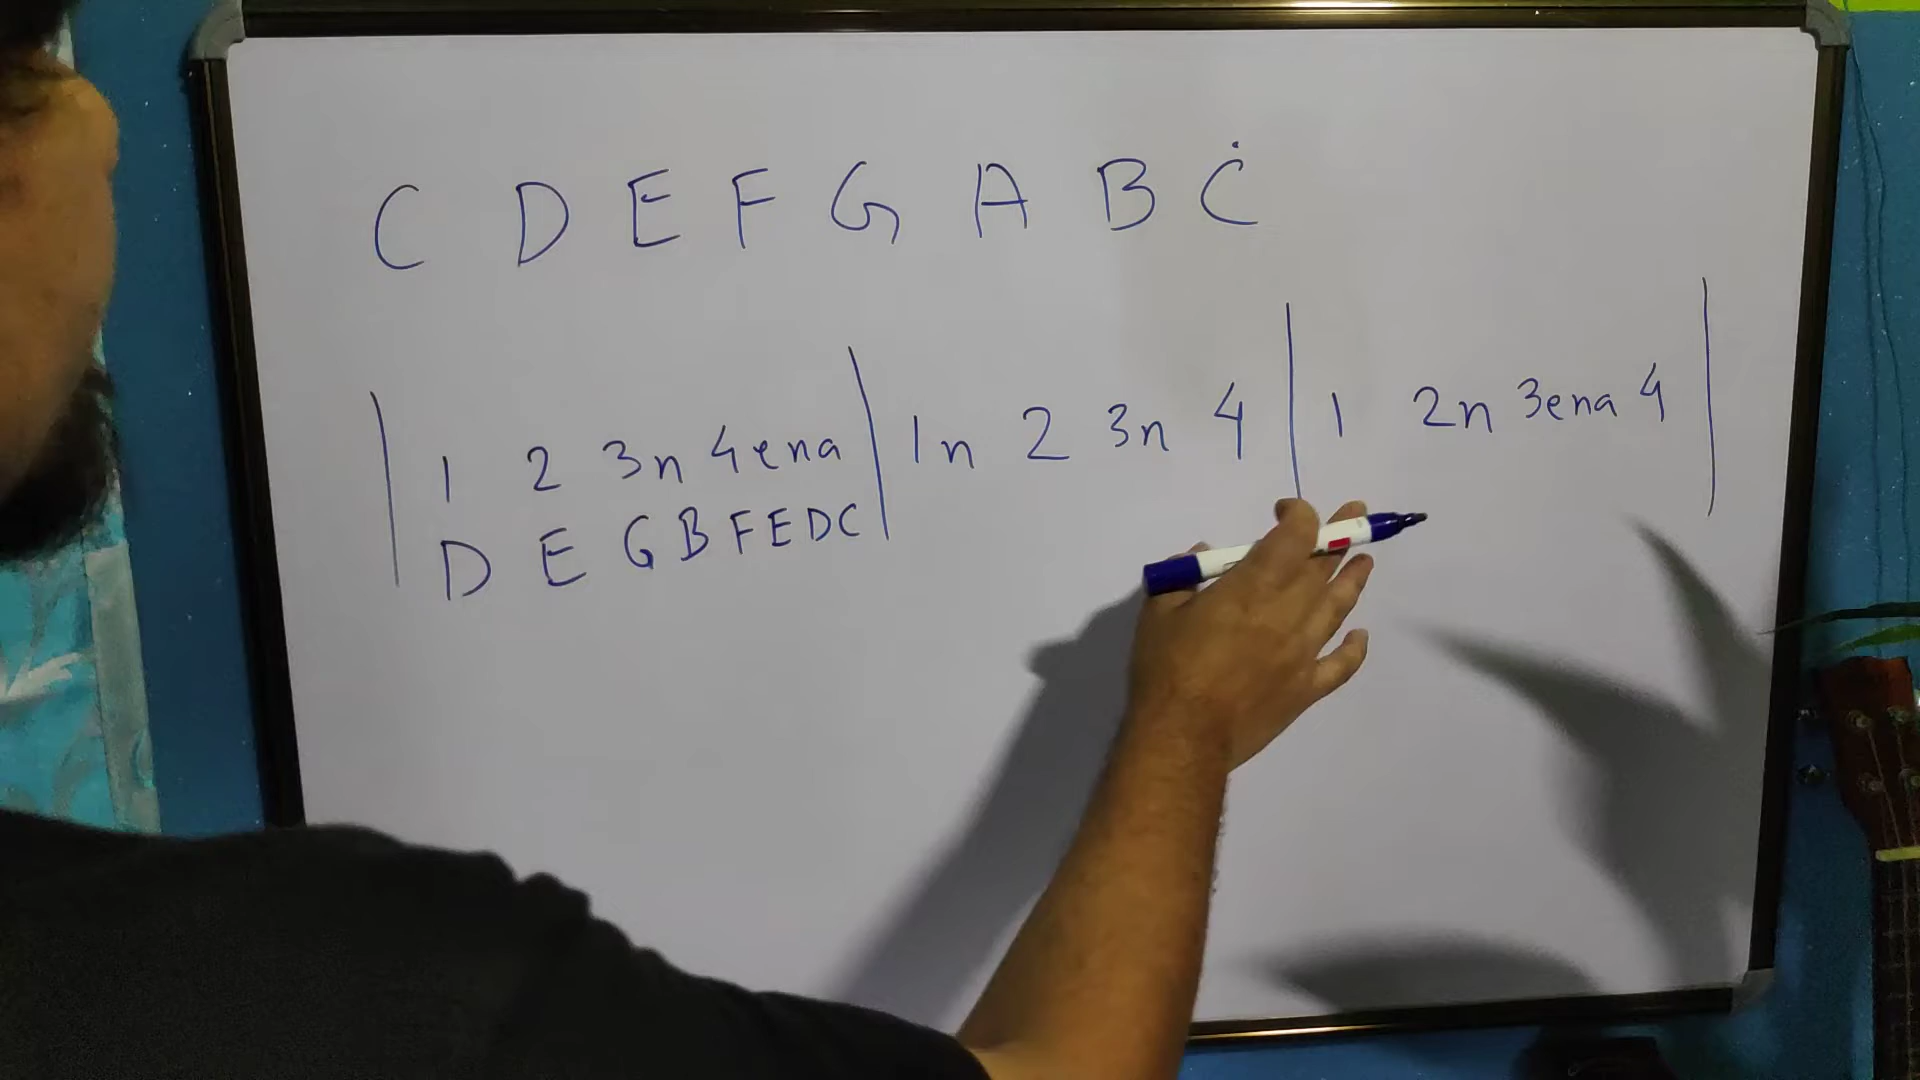 C D E F G A B Ċ
| 1 2 3n 4ena | 1n 2 3n 4 | 1 2n 3ena 4 |
D E G B F E D C